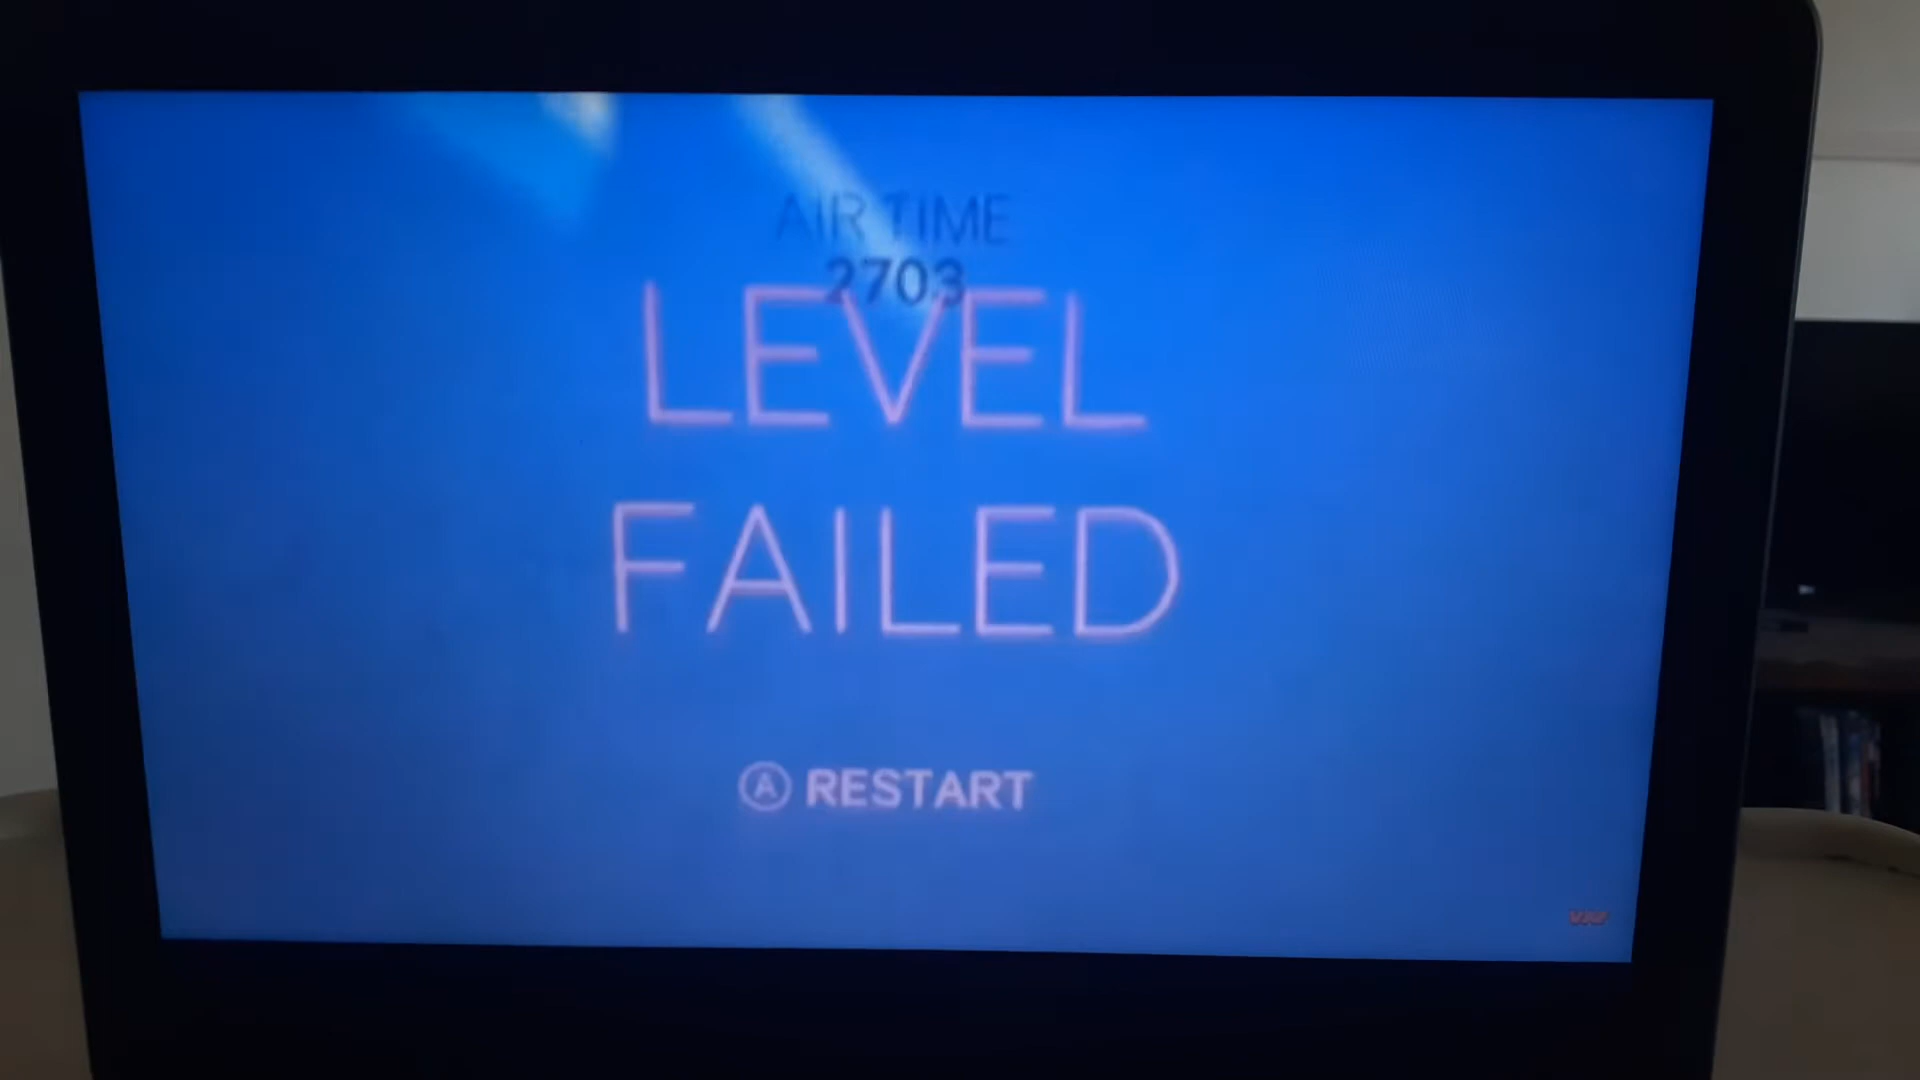 AIR TIME
2703
LEVEL
FAILED
A RESTART